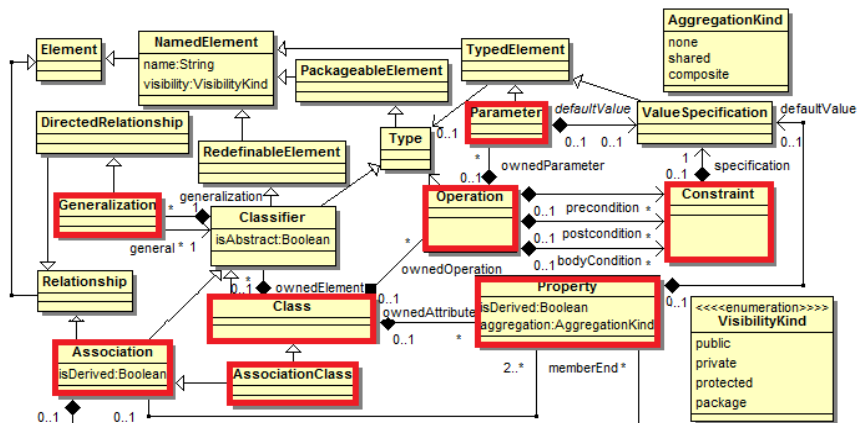 AggregationKind
none
shared
composite
Element
NamedElement
name:String
visibility:VisibilityKind
TypedElement
PackageableElement
DirectedRelationship
Parameter
defaultValue
0..1
0..1
0..1
ValueSpecification
defaultValue
0..1
RedefinableElement
Type
*
ownedParameter
0..1
1
specification
0..1
Generalization
generalization
*
1
general
*
1
Classifier
isAbstract:Boolean
Operation
0..1
precondition
*
0..1
postcondition
*
0..1
bodyCondition
*
Constraint
*
ownedOperation
0..1
Relationship
0..1
*
ownedElement
Class
ownedAttribute
0..1
*
Property
isDerived:Boolean
aggregation:AggregationKind
0..1
<<<<enumeration>>>>
VisibilityKind
public
private
protected
package
Association
isDerived:Boolean
AssociationClass
2..*
memberEnd
*
0..1
0..1